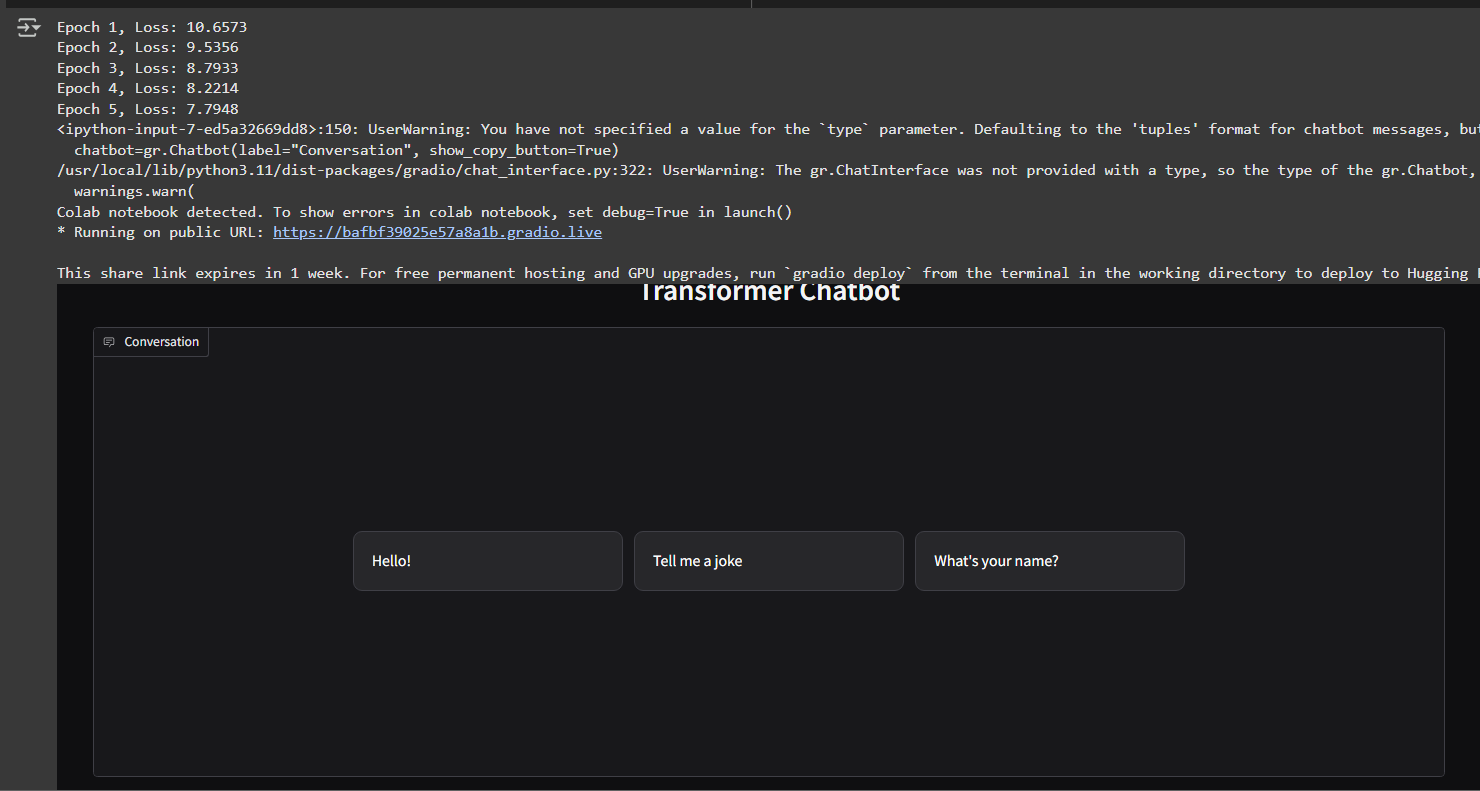 Epoch 1, Loss: 10.6573
Epoch 2, Loss: 9.5356
Epoch 3, Loss: 8.7933
Epoch 4, Loss: 8.2214
Epoch 5, Loss: 7.7948
<ipython-input-7-ed5a32669dd8>:150: UserWarning: You have not specified a value for the `type` parameter. Defaulting to the 'tuples' format for chatbot messages, but
chatbot=gr.Chatbot(label="Conversation", show_copy_button=True)
/usr/local/lib/python3.11/dist-packages/gradio/chat_interface.py:322: UserWarning: The gr.ChatInterface was not provided with a type, so the type of the gr.Chatbot,
warnings.warn(
Colab notebook detected. To show errors in colab notebook, set debug=True in launch()
* Running on public URL: https://bafbf39025e57a8a1b.gradio.live
This share link expires in 1 week. For free permanent hosting and GPU upgrades, run `gradio deploy` from the terminal in the working directory to deploy to Hugging
Transformer Chatbot
Conversation
Hello!
Tell me a joke
What's your name?